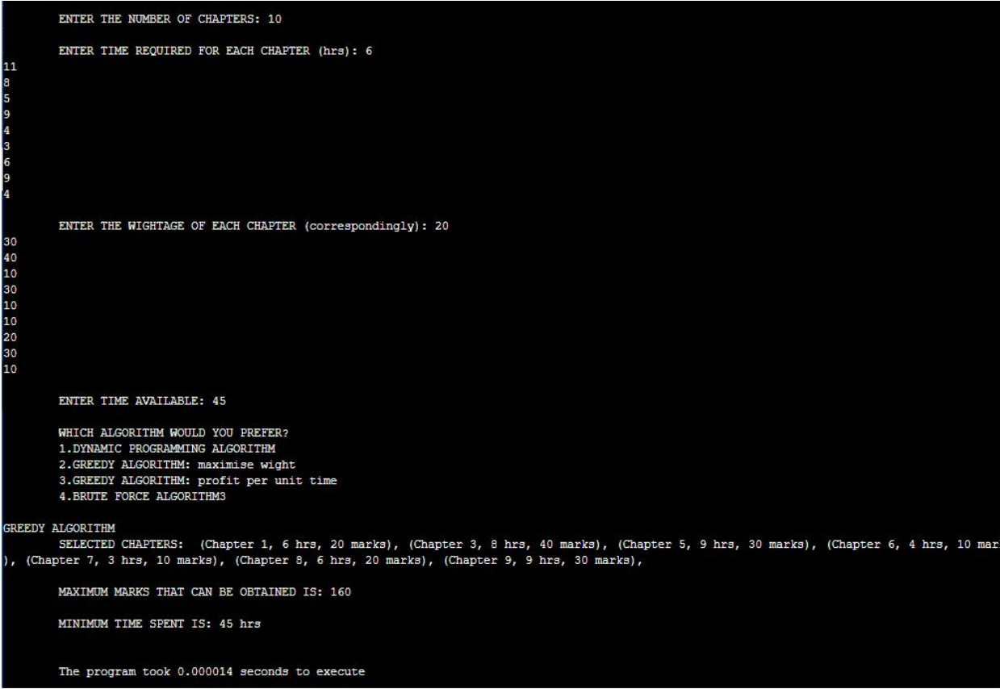 ENTER THE NUMBER OF CHAPTERS: 10
ENTER TIME REQUIRED FOR EACH CHAPTER (hrs): 6
11
8
5
9
4
3
6
9
4
ENTER THE WIGHTAGE OF EACH CHAPTER (correspondingly): 20
30
40
10
30
10
10
20
30
10
ENTER TIME AVAILABLE: 45
WHICH ALGORITHM WOULD YOU PREFER?
1.DYNAMIC PROGRAMMING ALGORITHM
2.GREEDY ALGORITHM: maximise wight
3.GREEDY ALGORITHM: profit per unit time
4.BRUTE FORCE ALGORITHM3
GREEDY ALGORITHM
SELECTED CHAPTERS:  (Chapter 1, 6 hrs, 20 marks), (Chapter 3, 8 hrs, 40 marks), (Chapter 5, 9 hrs, 30 marks), (Chapter 6, 4 hrs, 10 mar
), (Chapter 7, 3 hrs, 10 marks), (Chapter 8, 6 hrs, 20 marks), (Chapter 9, 9 hrs, 30 marks),
MAXIMUM MARKS THAT CAN BE OBTAINED IS: 160
MINIMUM TIME SPENT IS: 45 hrs
The program took 0.000014 seconds to execute